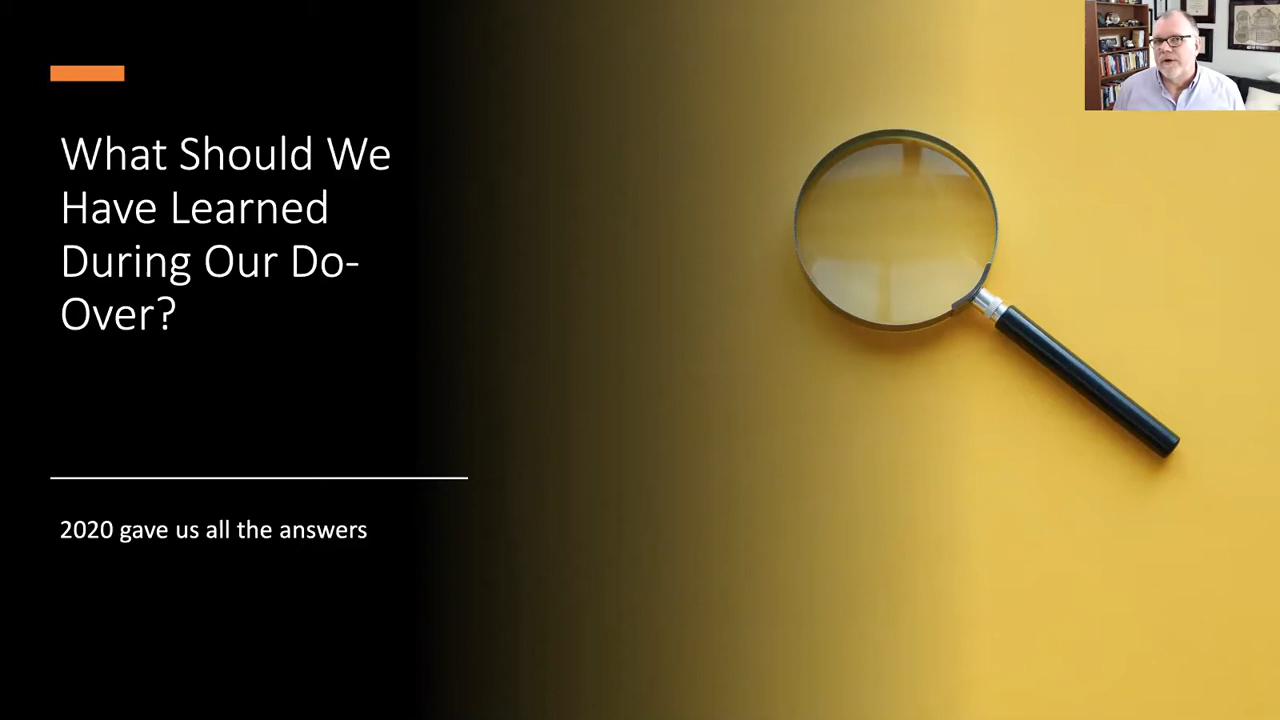 What Should We
Have Learned
During Our Do-
Over?
2020 gave us all the answers